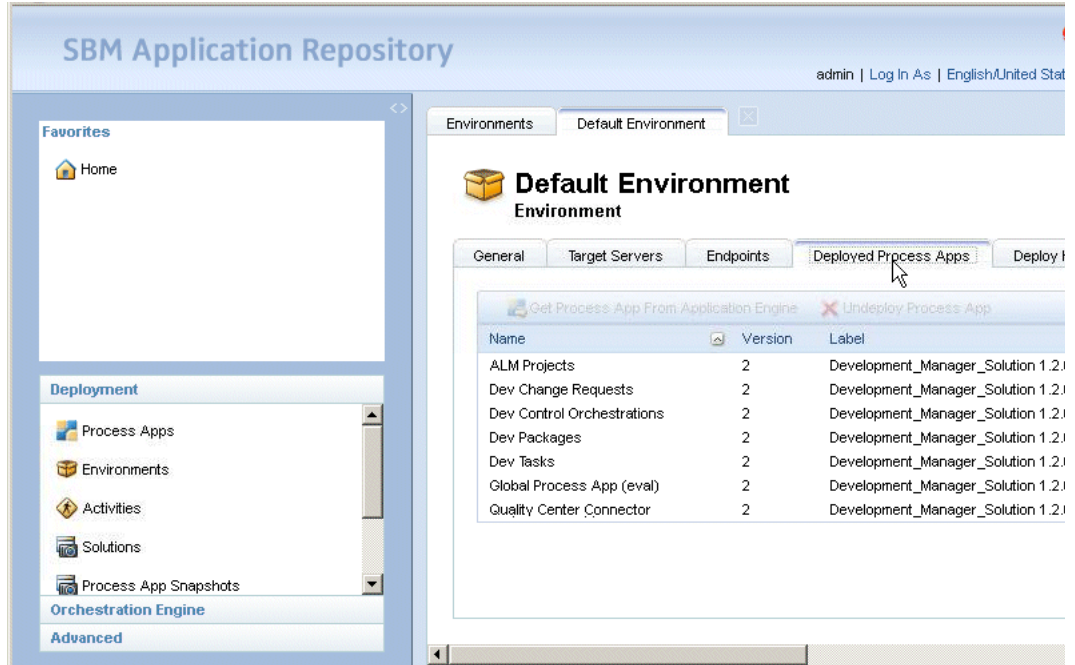 SBM Application Repository
admin | Log In As | English/United Stat
Favorites
Home
Deployment
Process Apps
Environments
Activities
Solutions
Process App Snapshots
Orchestration Engine
Advanced
Environments
Default Environment
Default Environment
Environment
General
Target Servers
Endpoints
Deployed Process Apps
Deploy H
Get Process App From Application Engine
Undeploy Process App
Name Version Label
ALM Projects 2 Development_Manager_Solution 1.2.
Dev Change Requests 2 Development_Manager_Solution 1.2.
Dev Control Orchestrations 2 Development_Manager_Solution 1.2.
Dev Packages 2 Development_Manager_Solution 1.2.
Dev Tasks 2 Development_Manager_Solution 1.2.
Global Process App (eval) 2 Development_Manager_Solution 1.2.
Quality Center Connector 2 Development_Manager_Solution 1.2.